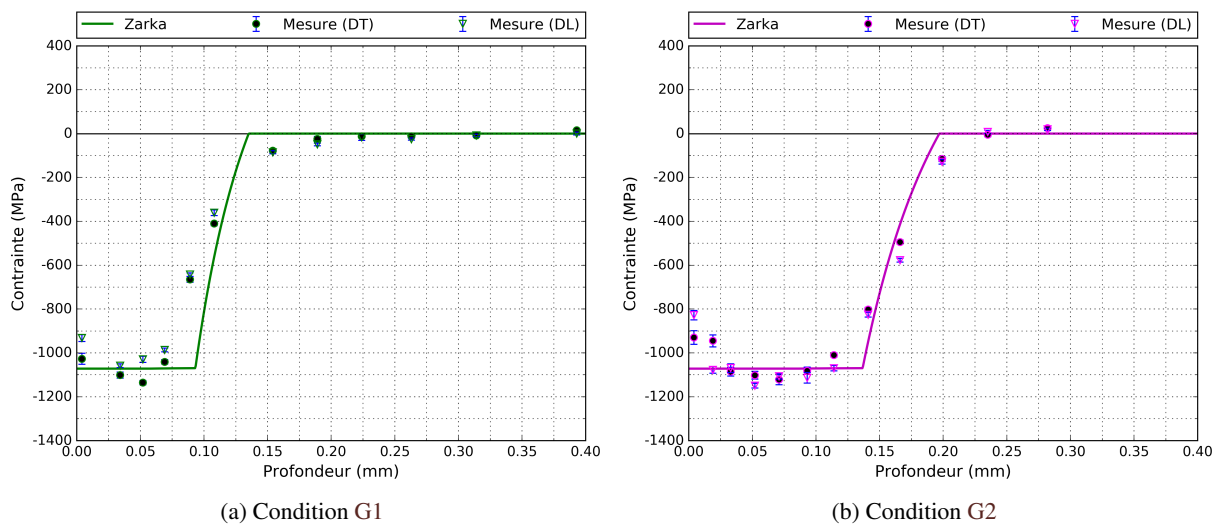 Zarka Mesure (DT) Mesure (DL)
400
200
0
-200
-400
-600
-800
-1000
-1200
-1400
Contrainte (MPa)
0.00 0.05 0.10 0.15 0.20 0.25 0.30 0.35 0.40
Profondeur (mm)
(a) Condition G1
Zarka Mesure (DT) Mesure (DL)
400
200
0
-200
-400
-600
-800
-1000
-1200
-1400
Contrainte (MPa)
0.00 0.05 0.10 0.15 0.20 0.25 0.30 0.35 0.40
Profondeur (mm)
(b) Condition G2